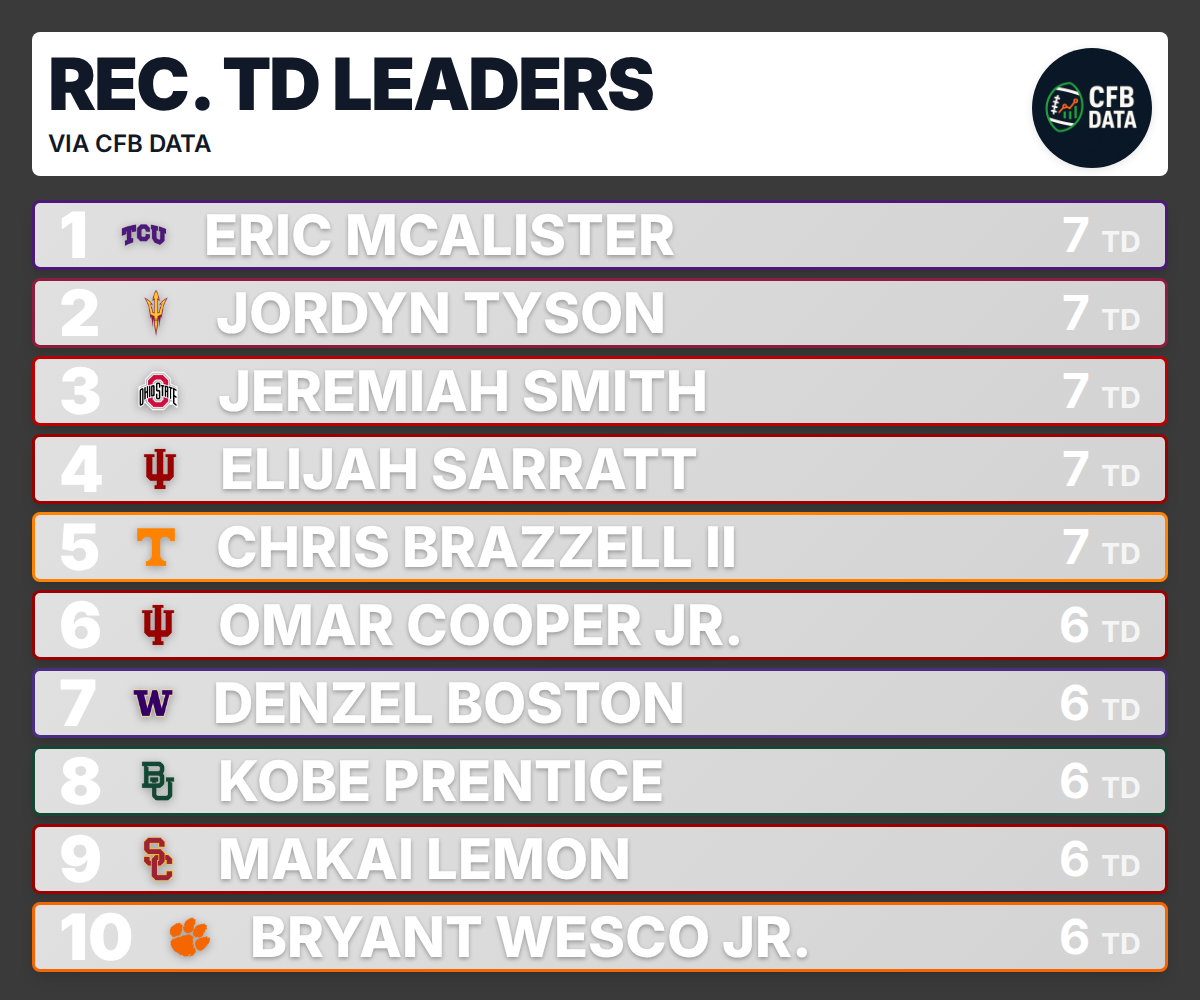 REC. TD LEADERS
VIA CFB DATA
CFB
DATA
1 TCU ERIC MCALISTER 7 TD
2 JORDYN TYSON 7 TD
3 OHIO STATE JEREMIAH SMITH 7 TD
4 IU ELIJAH SARRATT 7 TD
5 T CHRIS BRAZZELL II 7 TD
6 IU OMAR COOPER JR. 6 TD
7 W DENZEL BOSTON 6 TD
8 BU KOBE PRENTICE 6 TD
9 SC MAKAI LEMON 6 TD
10 BRYANT WESCO JR. 6 TD